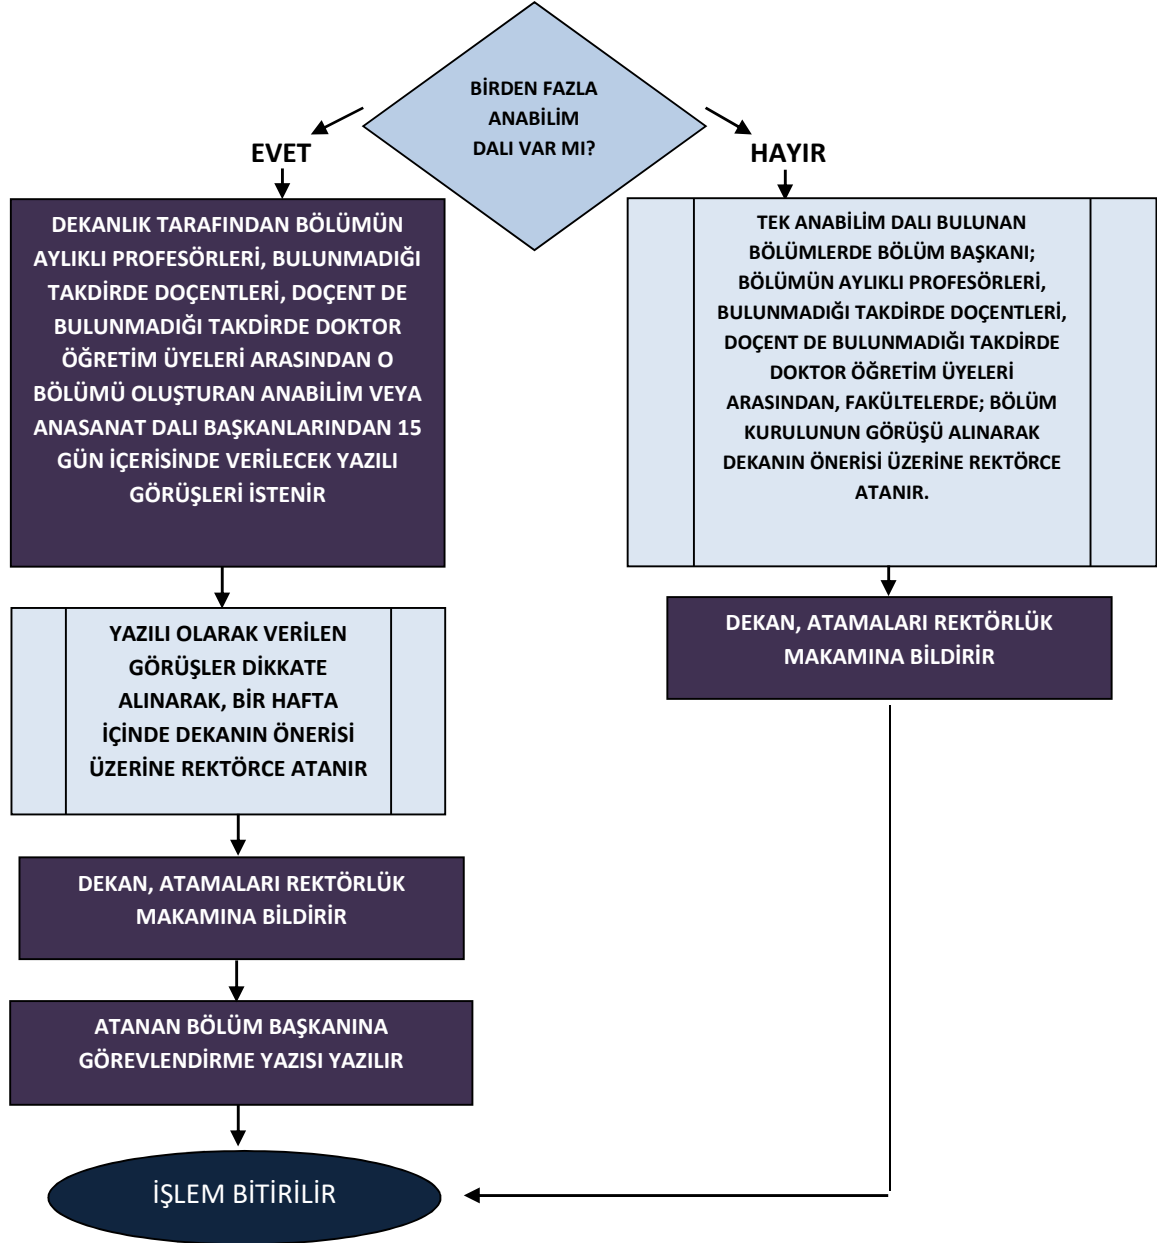 BİRDEN FAZLA
ANABİLİM
DALI VAR MI?
EVET
HAYIR
DEKANLIK TARAFINDAN BÖLÜMÜN
AYLIKLI PROFESÖRLERİ, BULUNMADIĞI
TAKDİRDE DOÇENTLERİ, DOÇENT DE
BULUNMADIĞI TAKDİRDE DOKTOR
ÖĞRETİM ÜYELERİ ARASINDAN O
BÖLÜMÜ OLUŞTURAN ANABİLİM VEYA
ANASANAT DALI BAŞKANLARINDAN 15
GÜN İÇERİSİNDE VERİLECEK YAZILI
GÖRÜŞLERİ İSTENİR
TEK ANABİLİM DALI BULUNAN
BÖLÜMLERDE BÖLÜM BAŞKANI;
BÖLÜMÜN AYLIKLI PROFESÖRLERİ,
BULUNMADIĞI TAKDİRDE DOÇENTLERİ,
DOÇENT DE BULUNMADIĞI TAKDİRDE
DOKTOR ÖĞRETİM ÜYELERİ
ARASINDAN, FAKÜLTELERDE; BÖLÜM
KURULUNUN GÖRÜŞÜ ALINARAK
DEKANIN ÖNERİSİ ÜZERİNE REKTÖRCE
ATANIR.
YAZILI OLARAK VERİLEN
GÖRÜŞLER DİKKATE
ALINARAK, BİR HAFTA
İÇİNDE DEKANIN ÖNERİSİ
ÜZERİNE REKTÖRCE ATANIR
DEKAN, ATAMALARI REKTÖRLÜK
MAKAMINA BİLDİRİR
DEKAN, ATAMALARI REKTÖRLÜK
MAKAMINA BİLDİRİR
ATANAN BÖLÜM BAŞKANINA
GÖREVLENDİRME YAZISI YAZILIR
İŞLEM BİTİRİLİR